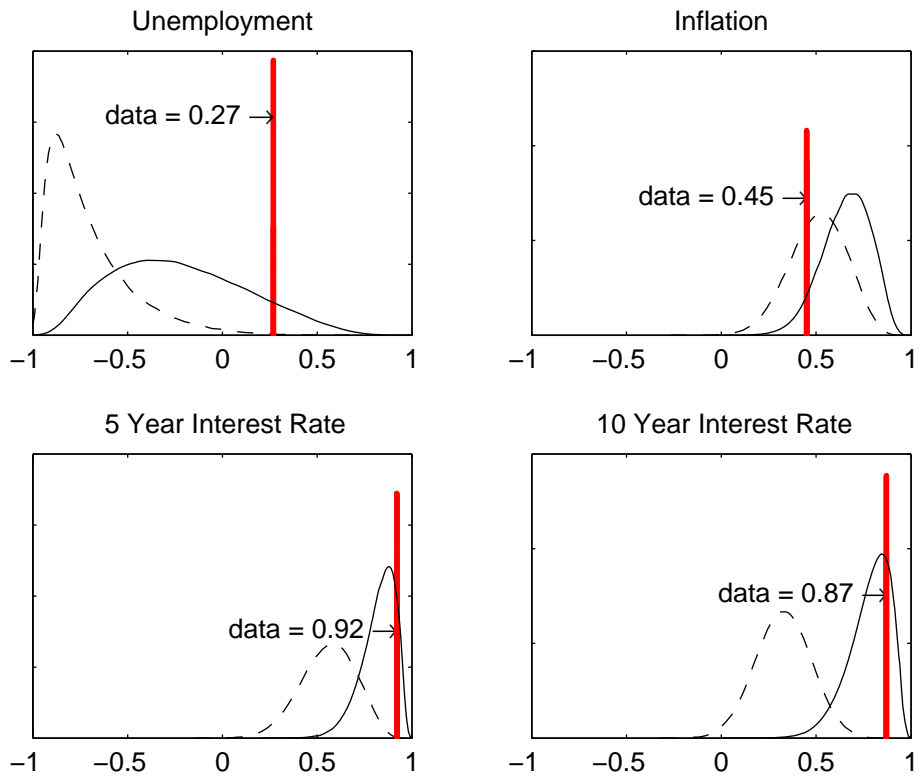 Unemployment
data = 0.27
−1 −0.5 0 0.5 1
Inflation
data = 0.45
−1 −0.5 0 0.5 1
5 Year Interest Rate
data = 0.92
−1 −0.5 0 0.5 1
10 Year Interest Rate
data = 0.87
−1 −0.5 0 0.5 1